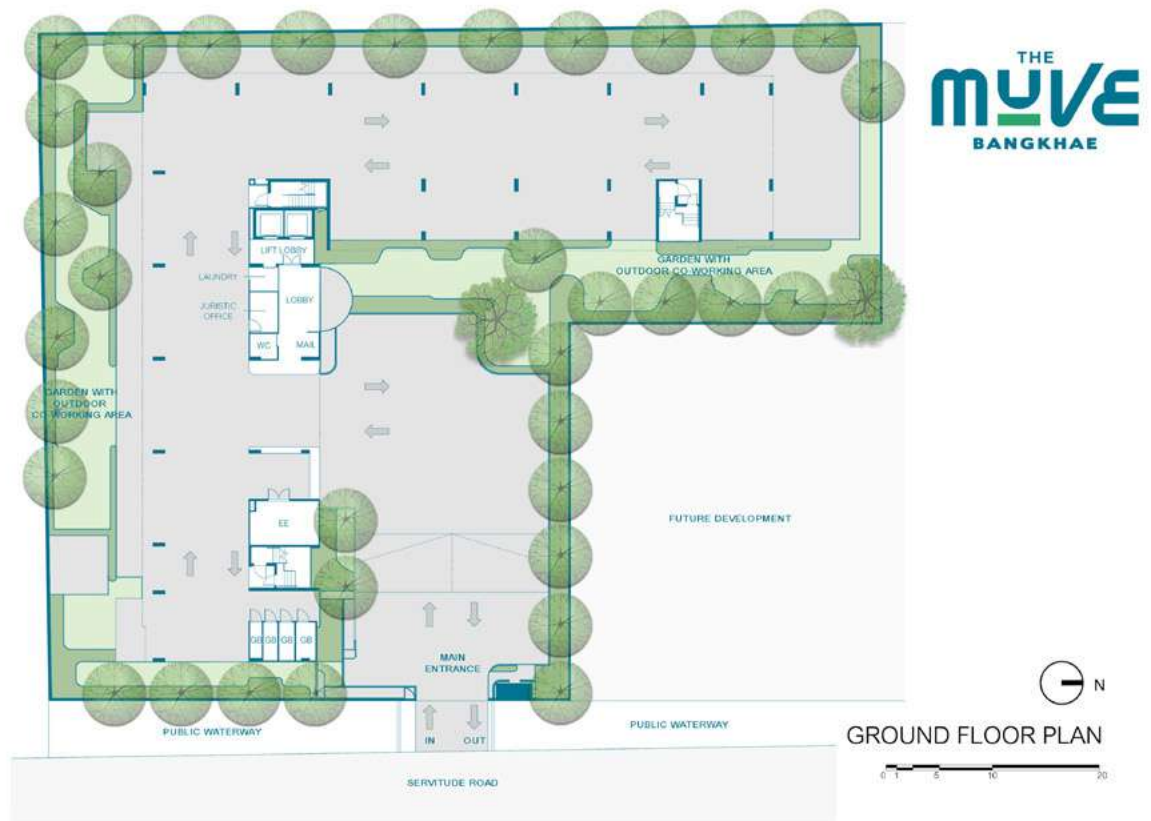 THE
MUVE
BANGKHAE
LIFT LOBBY
LAUNDRY
LOBBY
JURISTIC
OFFICE
WC
MAIL
GARDEN WITH
OUTDOOR CO-WORKING AREA
GARDEN WITH
OUTDOOR
CO-WORKING AREA
EE
FUTURE DEVELOPMENT
GB GB GB GB
MAIN
ENTRANCE
IN OUT
PUBLIC WATERWAY
PUBLIC WATERWAY
SERVITUDE ROAD
N
GROUND FLOOR PLAN
0 1 5 10 20